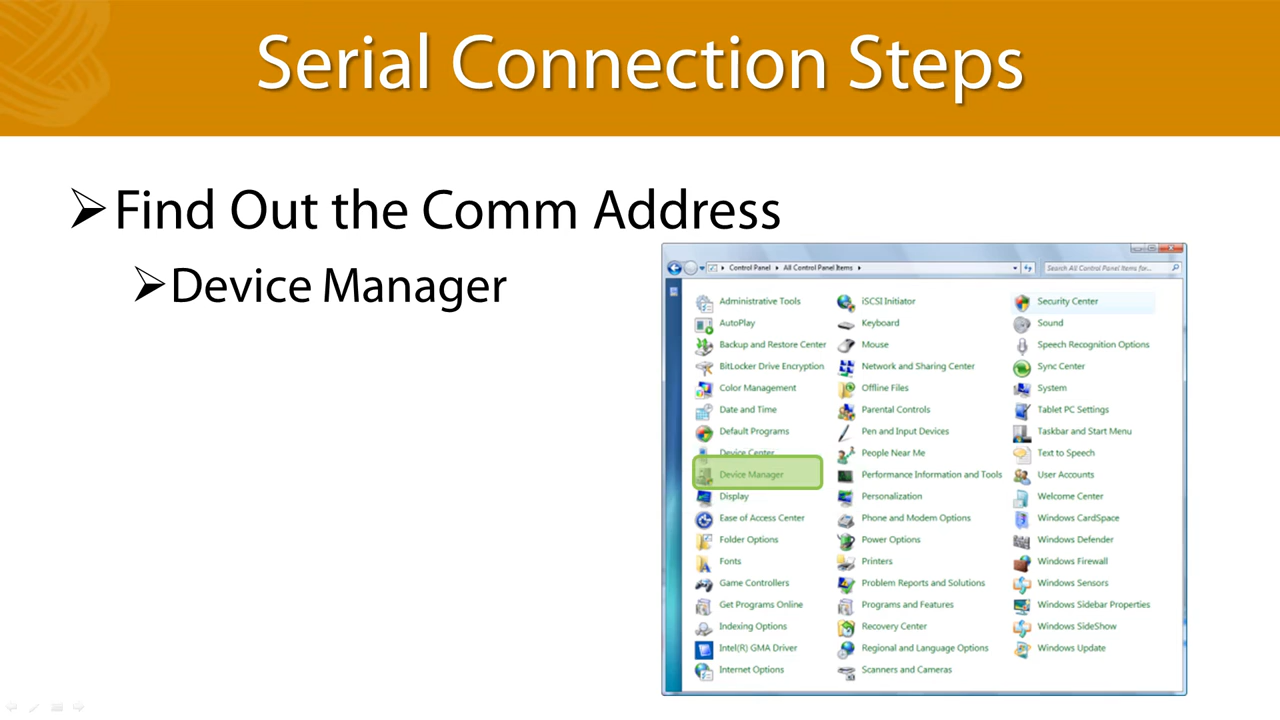 Serial Connection Steps
Find Out the Comm Address
Device Manager
Control Panel
All Control Panel Items
Search All Control Panel Items for...
Administrative Tools
AutoPlay
Backup and Restore Center
BitLocker Drive Encryption
Color Management
Date and Time
Default Programs
Device Center
Device Manager
Display
Ease of Access Center
Folder Options
Fonts
Game Controllers
Get Programs Online
Indexing Options
Intel(R) GMA Driver
Internet Options
iSCSI Initiator
Keyboard
Mouse
Network and Sharing Center
Offline Files
Parental Controls
Pen and Input Devices
People Near Me
Performance Information and Tools
Personalization
Phone and Modem Options
Power Options
Printers
Problem Reports and Solutions
Programs and Features
Recovery Center
Regional and Language Options
Scanners and Cameras
Security Center
Sound
Speech Recognition Options
Sync Center
System
Tablet PC Settings
Taskbar and Start Menu
Text to Speech
User Accounts
Welcome Center
Windows CardSpace
Windows Defender
Windows Firewall
Windows Sensors
Windows Sidebar Properties
Windows SideShow
Windows Update